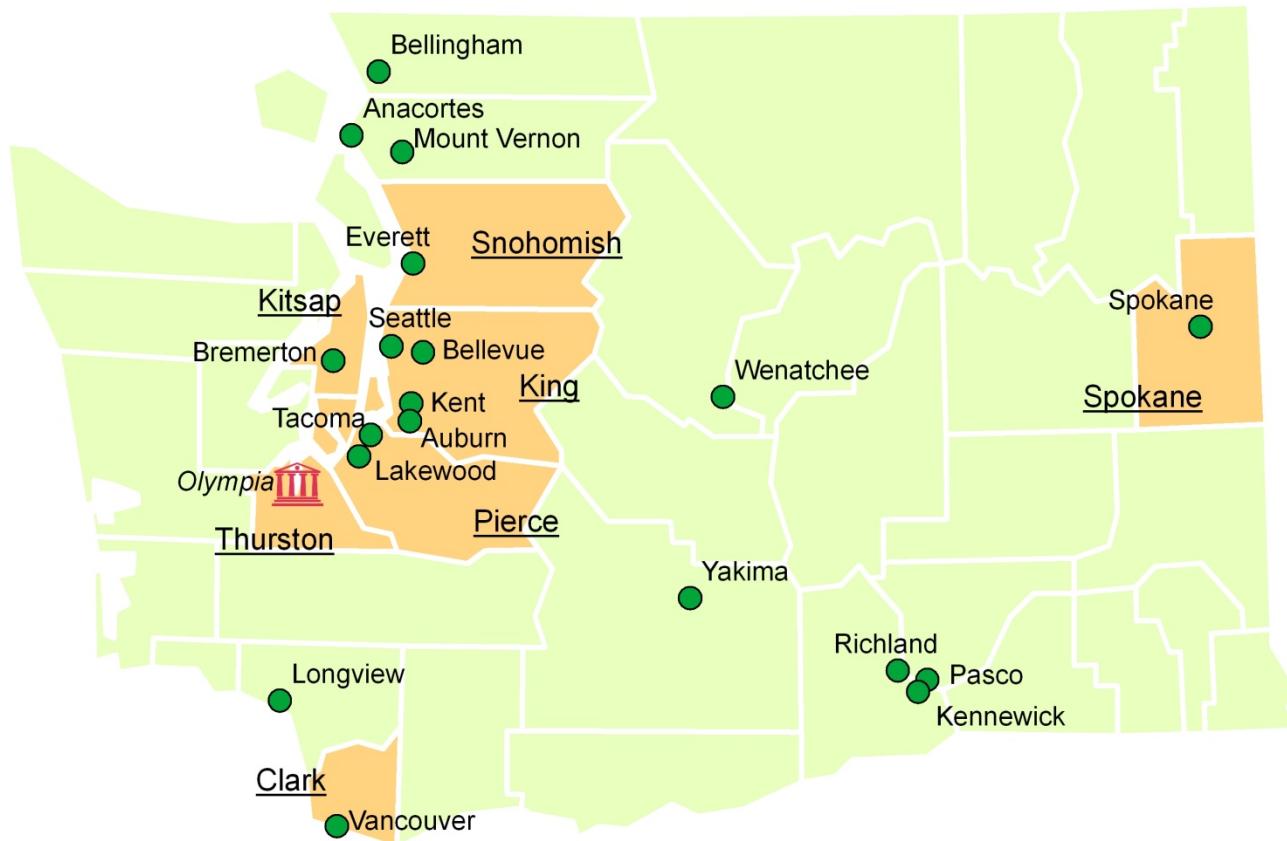 Bellingham
Anacortes
Mount Vernon
Everett
Snohomish
Kitsap
Seattle
Spokane
Bremerton
Bellevue
Wenatchee
King
Spokane
Kent
Tacoma
Auburn
Lakewood
Olympia
Pierce
Thurston
Yakima
Richland
Longview
Pasco
Kennewick
Clark
Vancouver